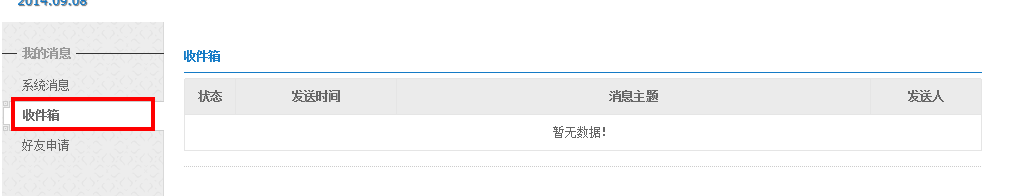 2014.09.08
我的消息
系统消息
收件箱
好友申请
收件箱
状态 发送时间 消息主题 发送人
暂无数据！